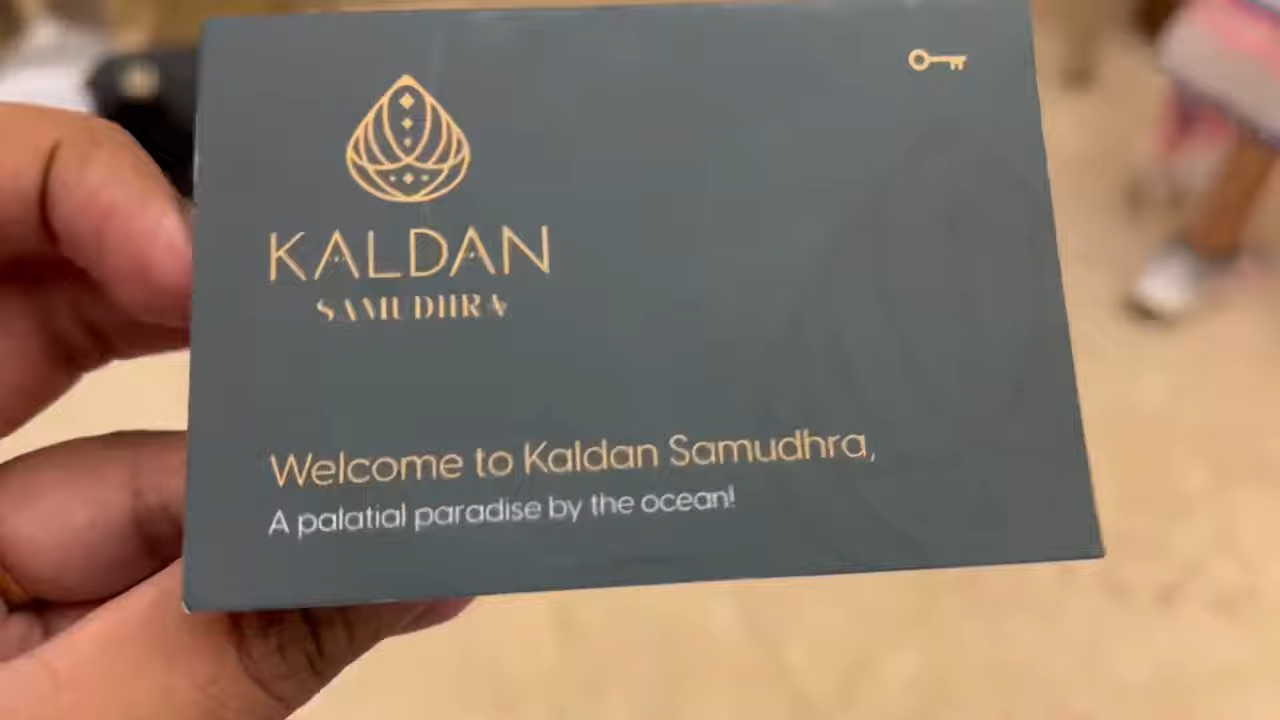 KALDAN
SAMUDHRA
Welcome to Kaldan Samudhra,
A palatial paradise by the ocean!